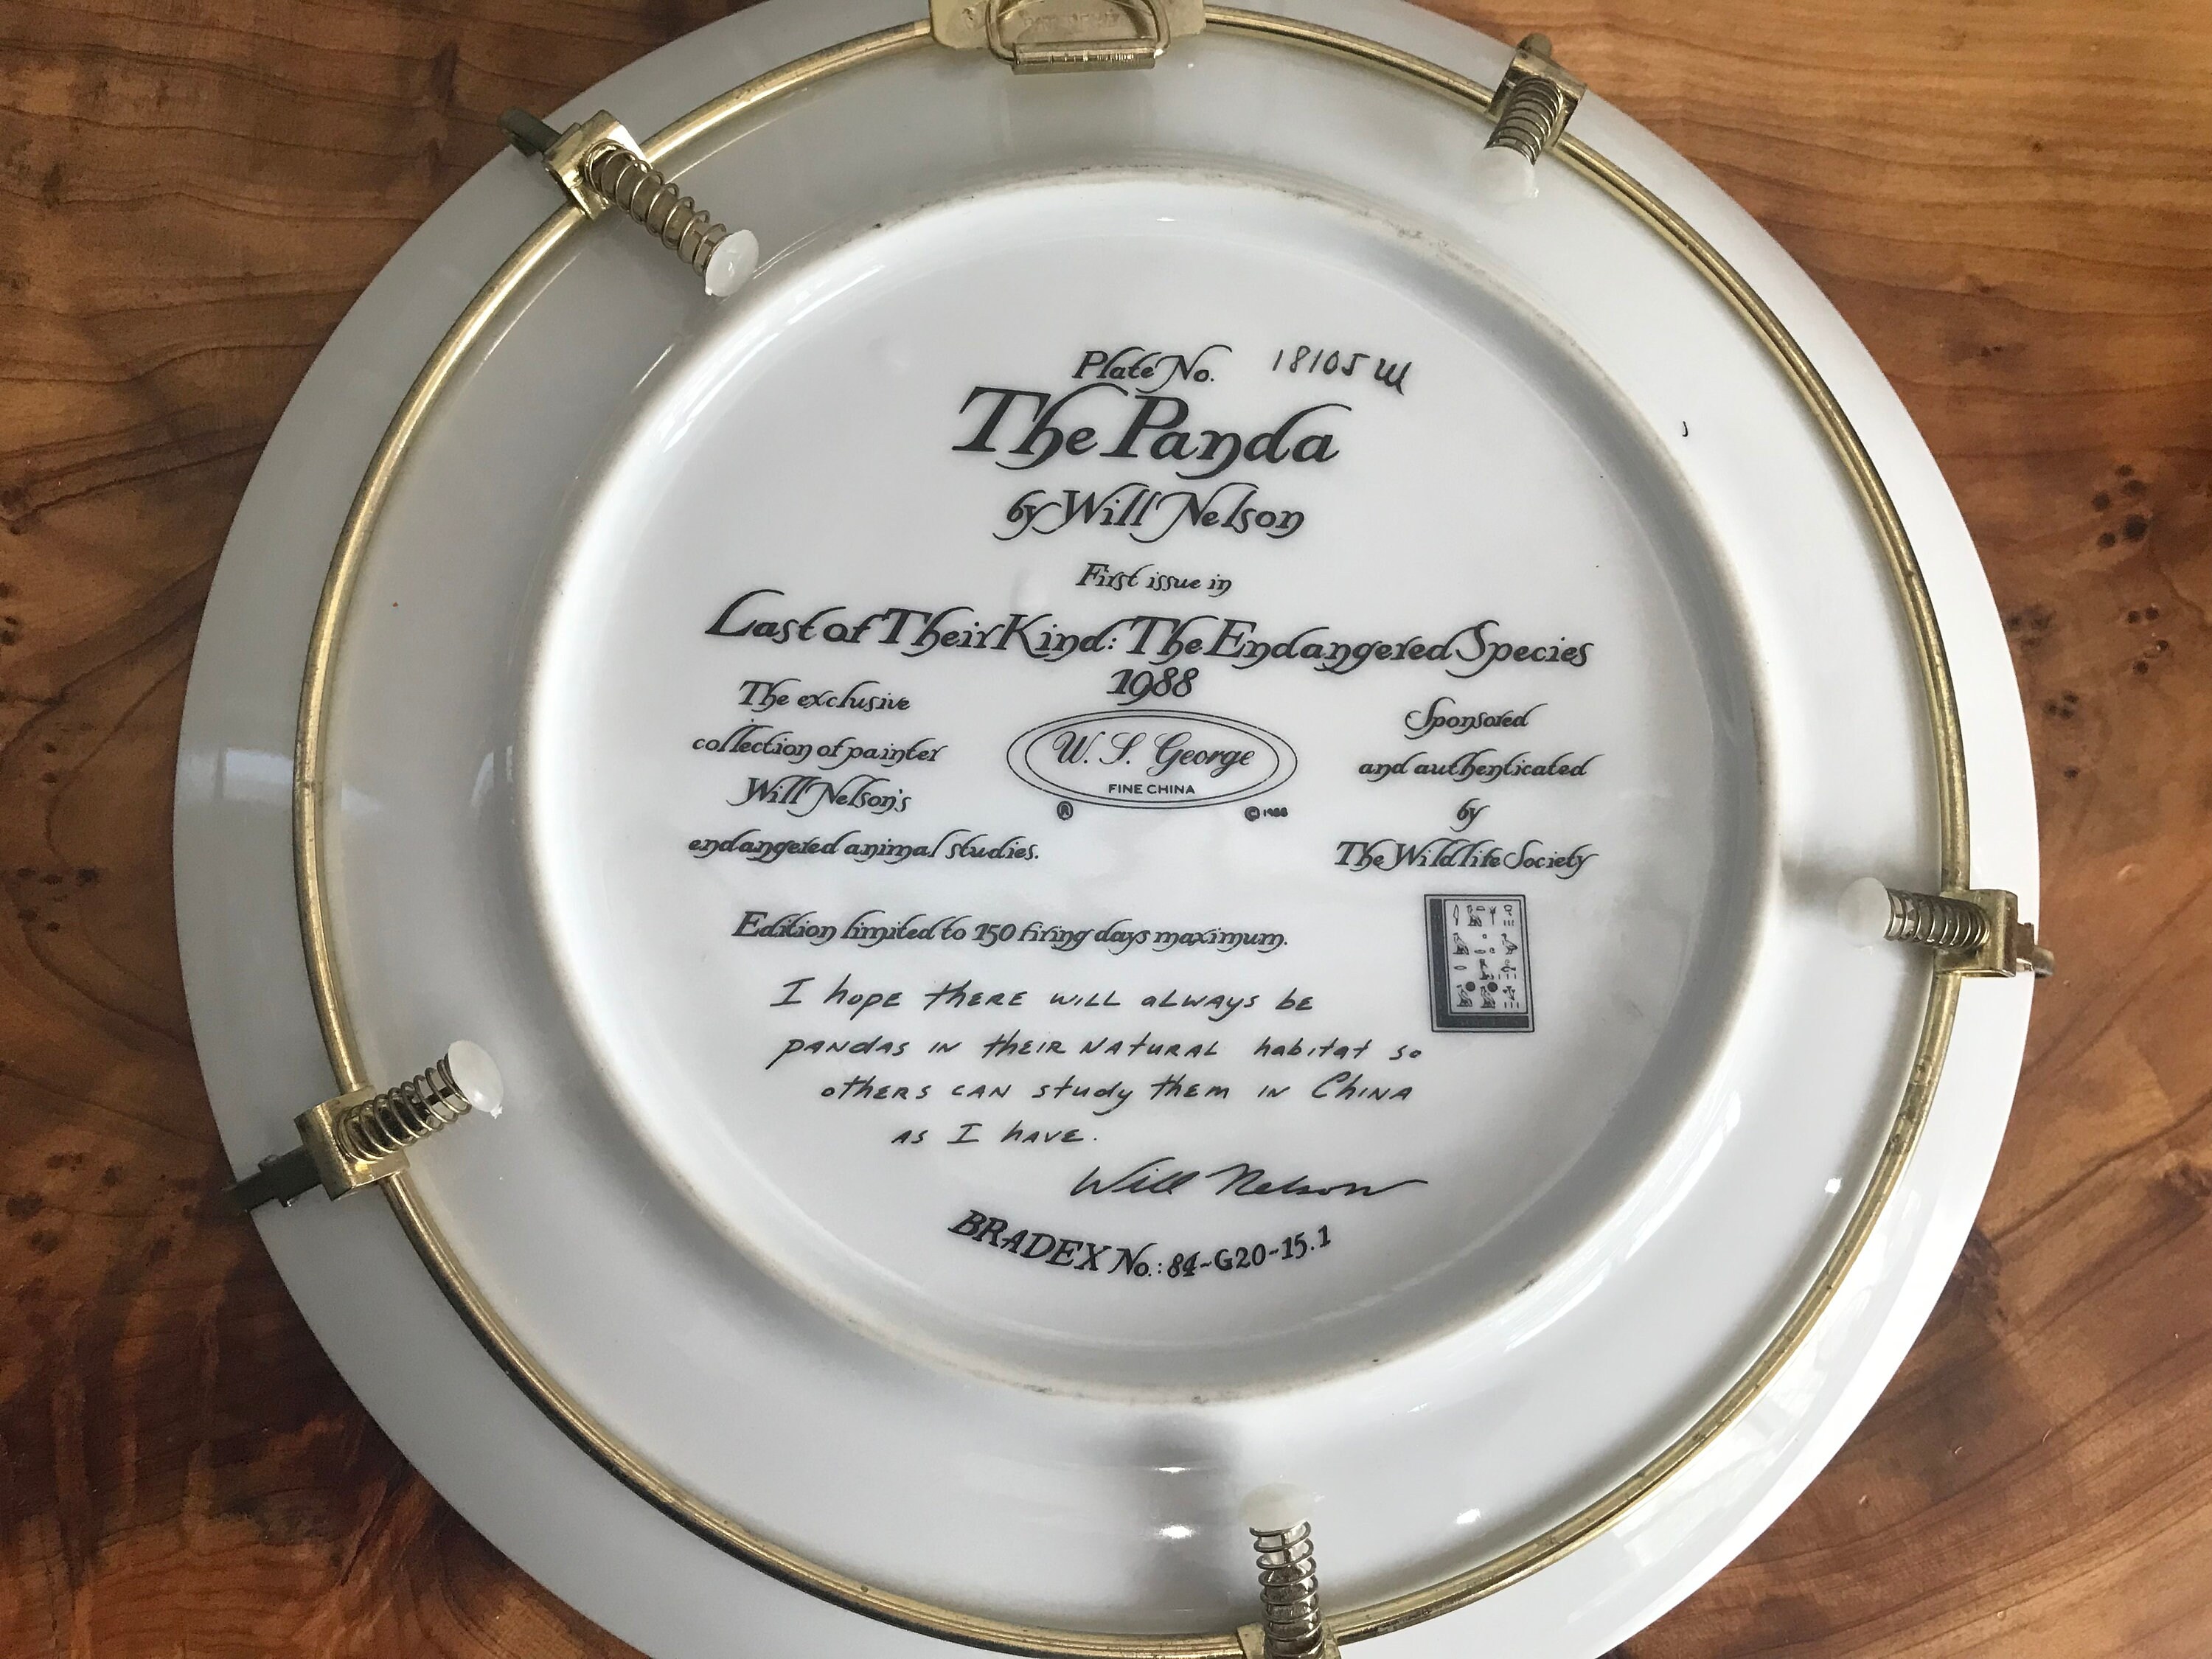 Plate No. 18105 W
The Panda
by Will Nelson
First issue in
Last of Their Kind: The Endangered Species
1988
The exclusive
collection of painter
Will Nelson's
endangered animal studies.
W. S. George
FINE CHINA
® © 1988
Sponsored
and authenticated
by
The Wildlife Society
Edition limited to 150 firing days maximum.
I hope there will always be
pandas in their natural habitat so
others can study them in China
as I have.
Will Nelson
BRADEX No.: 84-G20-15.1